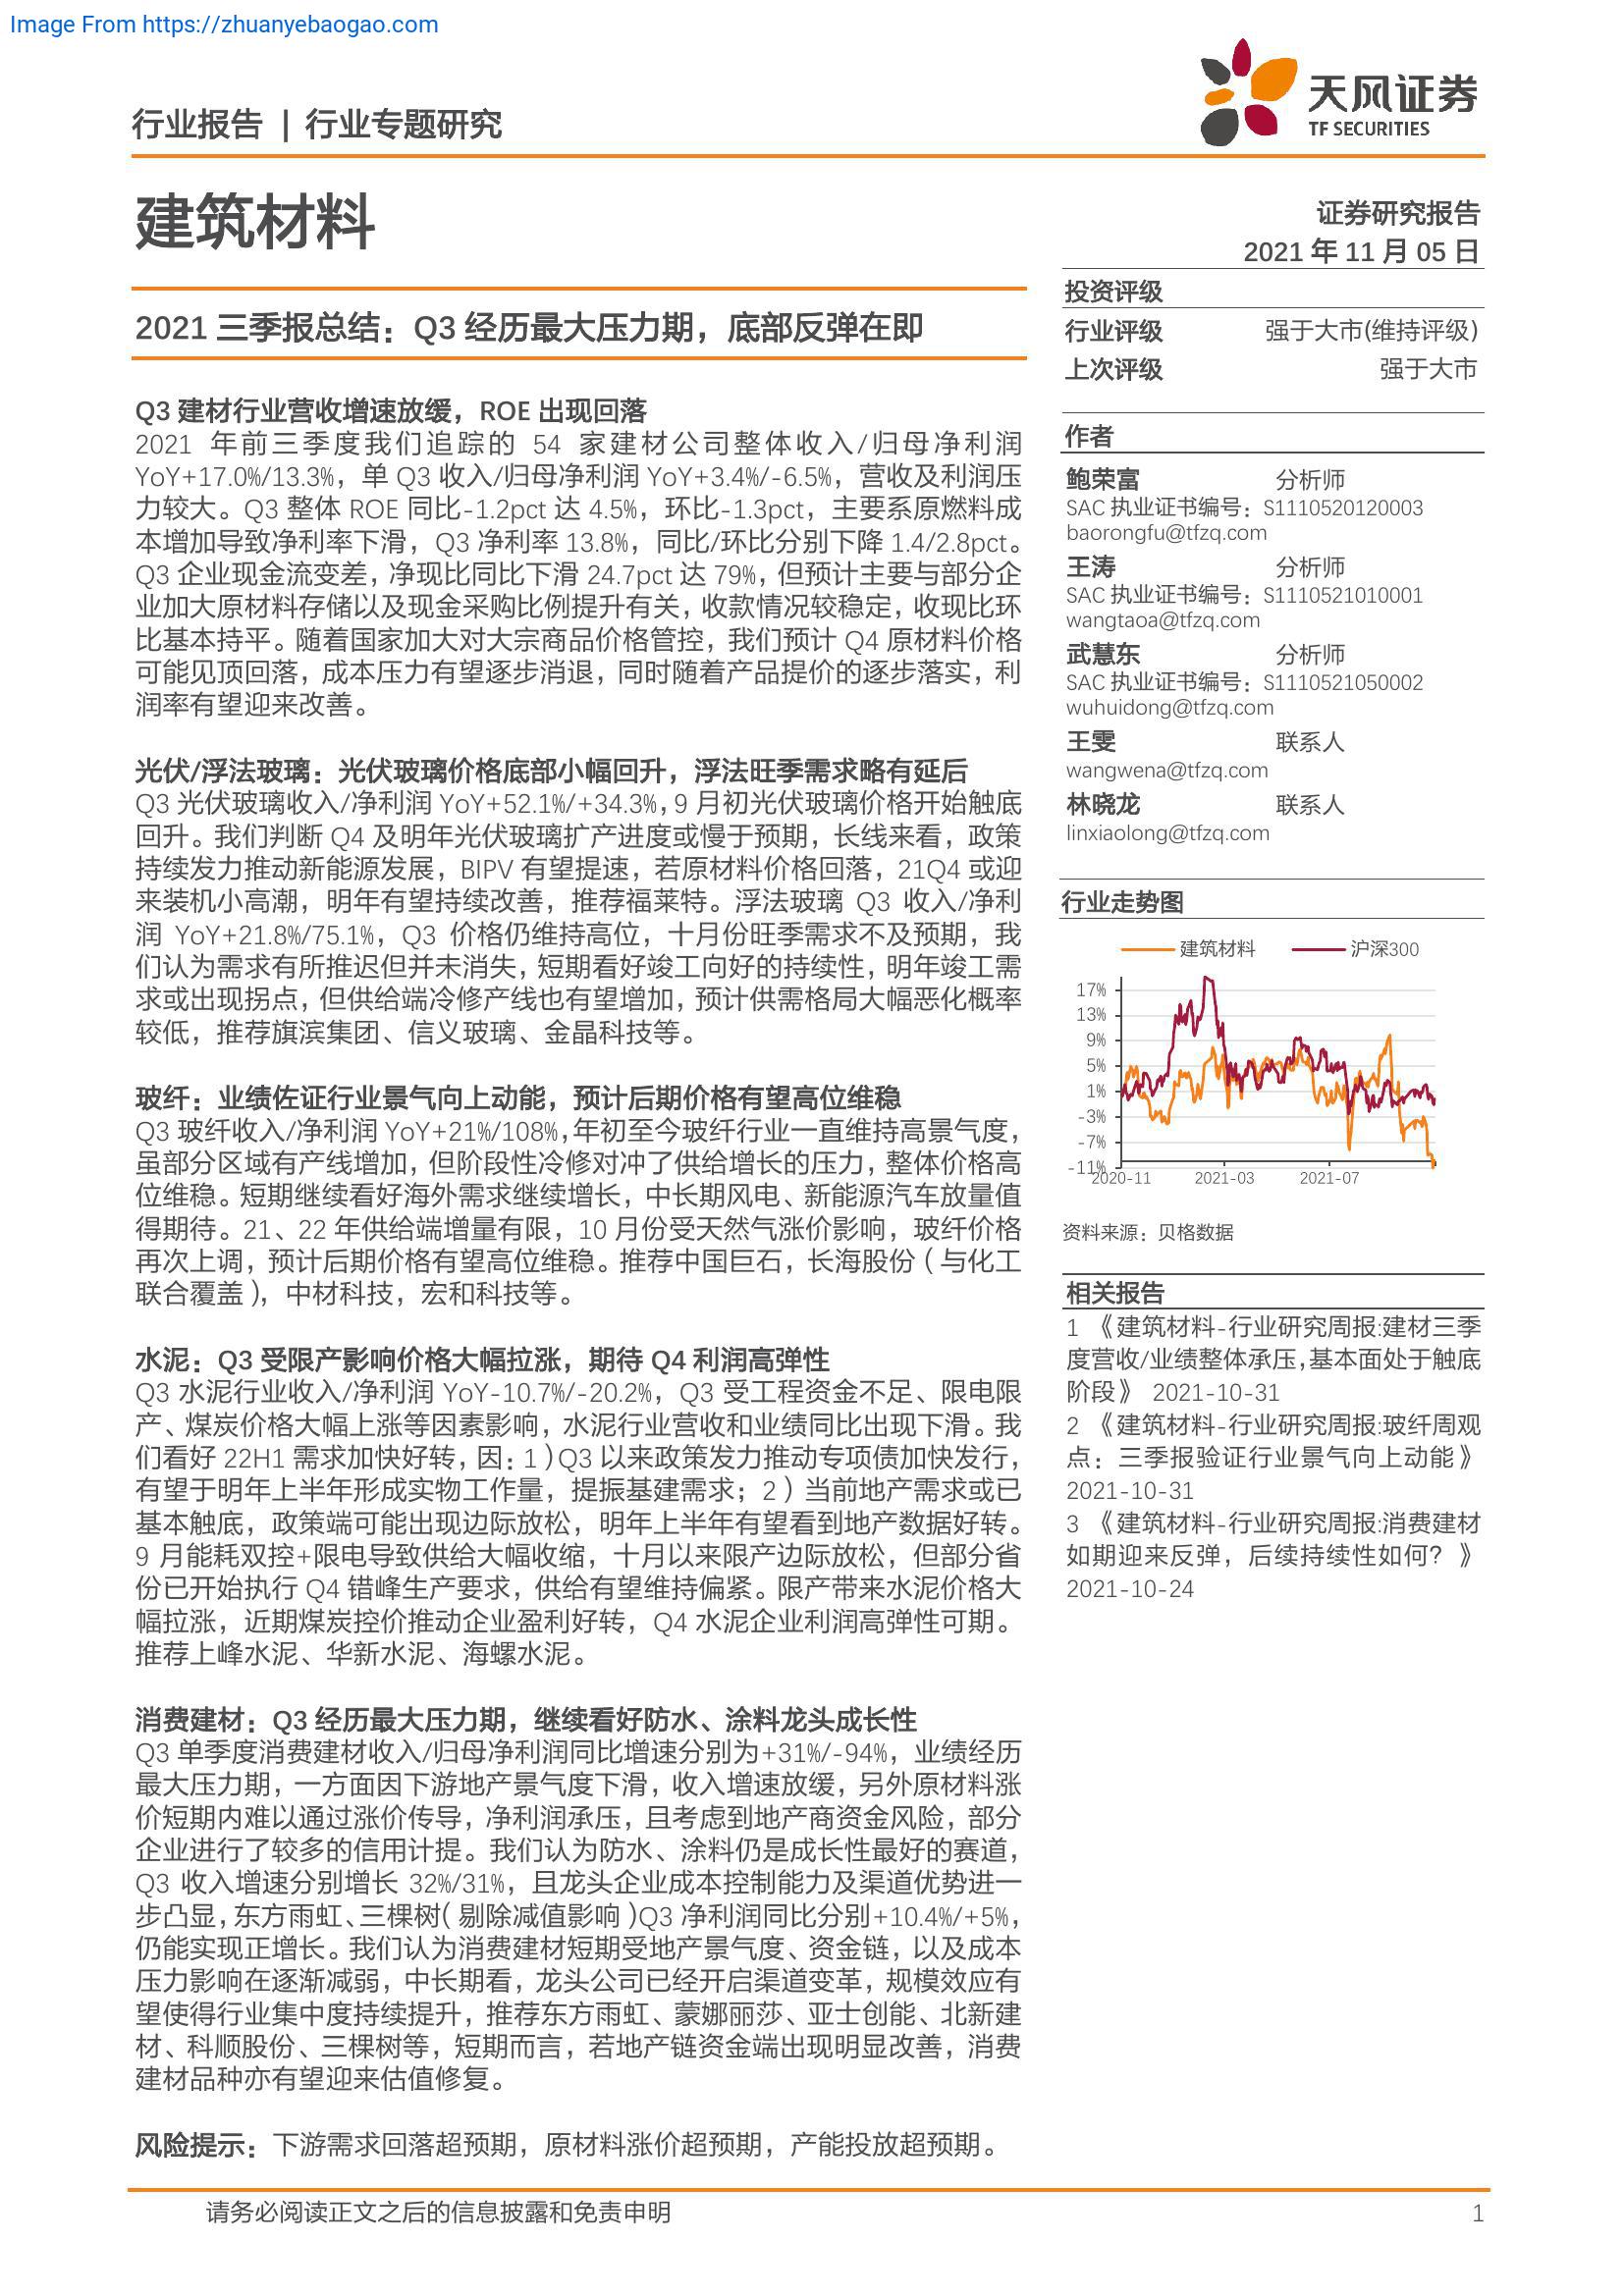 Image From https://zhuanyebaogao.com
行业报告 | 行业专题研究
天风证券
TF SECURITIES
建筑材料
证券研究报告
2021 年 11 月 05 日
2021 三季报总结：Q3 经历最大压力期，底部反弹在即
投资评级
行业评级 强于大市(维持评级)
上次评级 强于大市
Q3 建材行业营收增速放缓，ROE 出现回落
2021 年前三季度我们追踪的 54 家建材公司整体收入/归母净利润
YoY+17.0%/13.3%，单 Q3 收入/归母净利润 YoY+3.4%/-6.5%，营收及利润压
力较大。Q3 整体 ROE 同比-1.2pct 达 4.5%，环比-1.3pct，主要系原燃料成
本增加导致净利率下滑，Q3 净利率 13.8%，同比/环比分别下降 1.4/2.8pct。
Q3 企业现金流变差，净现比同比下滑 24.7pct 达 79%，但预计主要与部分企
业加大原材料存储以及现金采购比例提升有关，收款情况较稳定，收现比环
比基本持平。随着国家加大对大宗商品价格管控，我们预计 Q4 原材料价格
可能见顶回落，成本压力有望逐步消退，同时随着产品提价的逐步落实，利
润率有望迎来改善。
光伏/浮法玻璃：光伏玻璃价格底部小幅回升，浮法旺季需求略有延后
Q3 光伏玻璃收入/净利润 YoY+52.1%/+34.3%，9 月初光伏玻璃价格开始触底
回升。我们判断 Q4 及明年光伏玻璃扩产进度或慢于预期，长线来看，政策
持续发力推动新能源发展，BIPV 有望提速，若原材料价格回落，21Q4 或迎
来装机小高潮，明年有望持续改善，推荐福莱特。浮法玻璃 Q3 收入/净利
润 YoY+21.8%/75.1%，Q3 价格仍维持高位，十月份旺季需求不及预期，我
们认为需求有所推迟但并未消失，短期看好竣工向好的持续性，明年竣工需
求或出现拐点，但供给端冷修产线也有望增加，预计供需格局大幅恶化概率
较低，推荐旗滨集团、信义玻璃、金晶科技等。
玻纤：业绩佐证行业景气向上动能，预计后期价格有望高位维稳
Q3 玻纤收入/净利润 YoY+21%/108%，年初至今玻纤行业一直维持高景气度，
虽部分区域有产线增加，但阶段性冷修对冲了供给增长的压力，整体价格高
位维稳。短期继续看好海外需求继续增长，中长期风电、新能源汽车放量值
得期待。21、22 年供给端增量有限，10 月份受天然气涨价影响，玻纤价格
再次上调，预计后期价格有望高位维稳。推荐中国巨石，长海股份（与化工
联合覆盖），中材科技，宏和科技等。
水泥：Q3 受限产影响价格大幅拉涨，期待 Q4 利润高弹性
Q3 水泥行业收入/净利润 YoY-10.7%/-20.2%，Q3 受工程资金不足、限电限
产、煤炭价格大幅上涨等因素影响，水泥行业营收和业绩同比出现下滑。我
们看好 22H1 需求加快好转，因：1）Q3 以来政策发力推动专项债加快发行，
有望于明年上半年形成实物工作量，提振基建需求；2）当前地产需求或已
基本触底，政策端可能出现边际放松，明年上半年有望看到地产数据好转。
9 月能耗双控+限电导致供给大幅收缩，十月以来限产边际放松，但部分省
份已开始执行 Q4 错峰生产要求，供给有望维持偏紧。限产带来水泥价格大
幅拉涨，近期煤炭控价推动企业盈利好转，Q4 水泥企业利润高弹性可期。
推荐上峰水泥、华新水泥、海螺水泥。
消费建材：Q3 经历最大压力期，继续看好防水、涂料龙头成长性
Q3 单季度消费建材收入/归母净利润同比增速分别为+31%/-94%，业绩经历
最大压力期，一方面因下游地产景气度下滑，收入增速放缓，另外原材料涨
价短期内难以通过涨价传导，净利润承压，且考虑到地产商资金风险，部分
企业进行了较多的信用计提。我们认为防水、涂料仍是成长性最好的赛道，
Q3 收入增速分别增长 32%/31%，且龙头企业成本控制能力及渠道优势进一
步凸显，东方雨虹、三棵树（剔除减值影响）Q3 净利润同比分别+10.4%/+5%，
仍能实现正增长。我们认为消费建材短期受地产景气度、资金链，以及成本
压力影响在逐渐减弱，中长期看，龙头公司已经开启渠道变革，规模效应有
望使得行业集中度持续提升，推荐东方雨虹、蒙娜丽莎、亚士创能、北新建
材、科顺股份、三棵树等，短期而言，若地产链资金端出现明显改善，消费
建材品种亦有望迎来估值修复。
风险提示：下游需求回落超预期，原材料涨价超预期，产能投放超预期。
作者
鲍荣富 分析师
SAC 执业证书编号：S1110520120003
baorongfu@tfzq.com
王涛 分析师
SAC 执业证书编号：S1110521010001
wangtaoa@tfzq.com
武慧东 分析师
SAC 执业证书编号：S1110521050002
wuhuidong@tfzq.com
王雯 联系人
wangwena@tfzq.com
林晓龙 联系人
linxiaolong@tfzq.com
行业走势图
建筑材料 沪深300
17%
13%
9%
5%
1%
-3%
-7%
-11%
2020-11 2021-03 2021-07
资料来源：贝格数据
相关报告
1 《建筑材料-行业研究周报:建材三季
度营收/业绩整体承压,基本面处于触底
阶段》 2021-10-31
2 《建筑材料-行业研究周报:玻纤周观
点：三季报验证行业景气向上动能》
2021-10-31
3 《建筑材料-行业研究周报:消费建材
如期迎来反弹，后续持续性如何？》
2021-10-24
请务必阅读正文之后的信息披露和免责申明 1